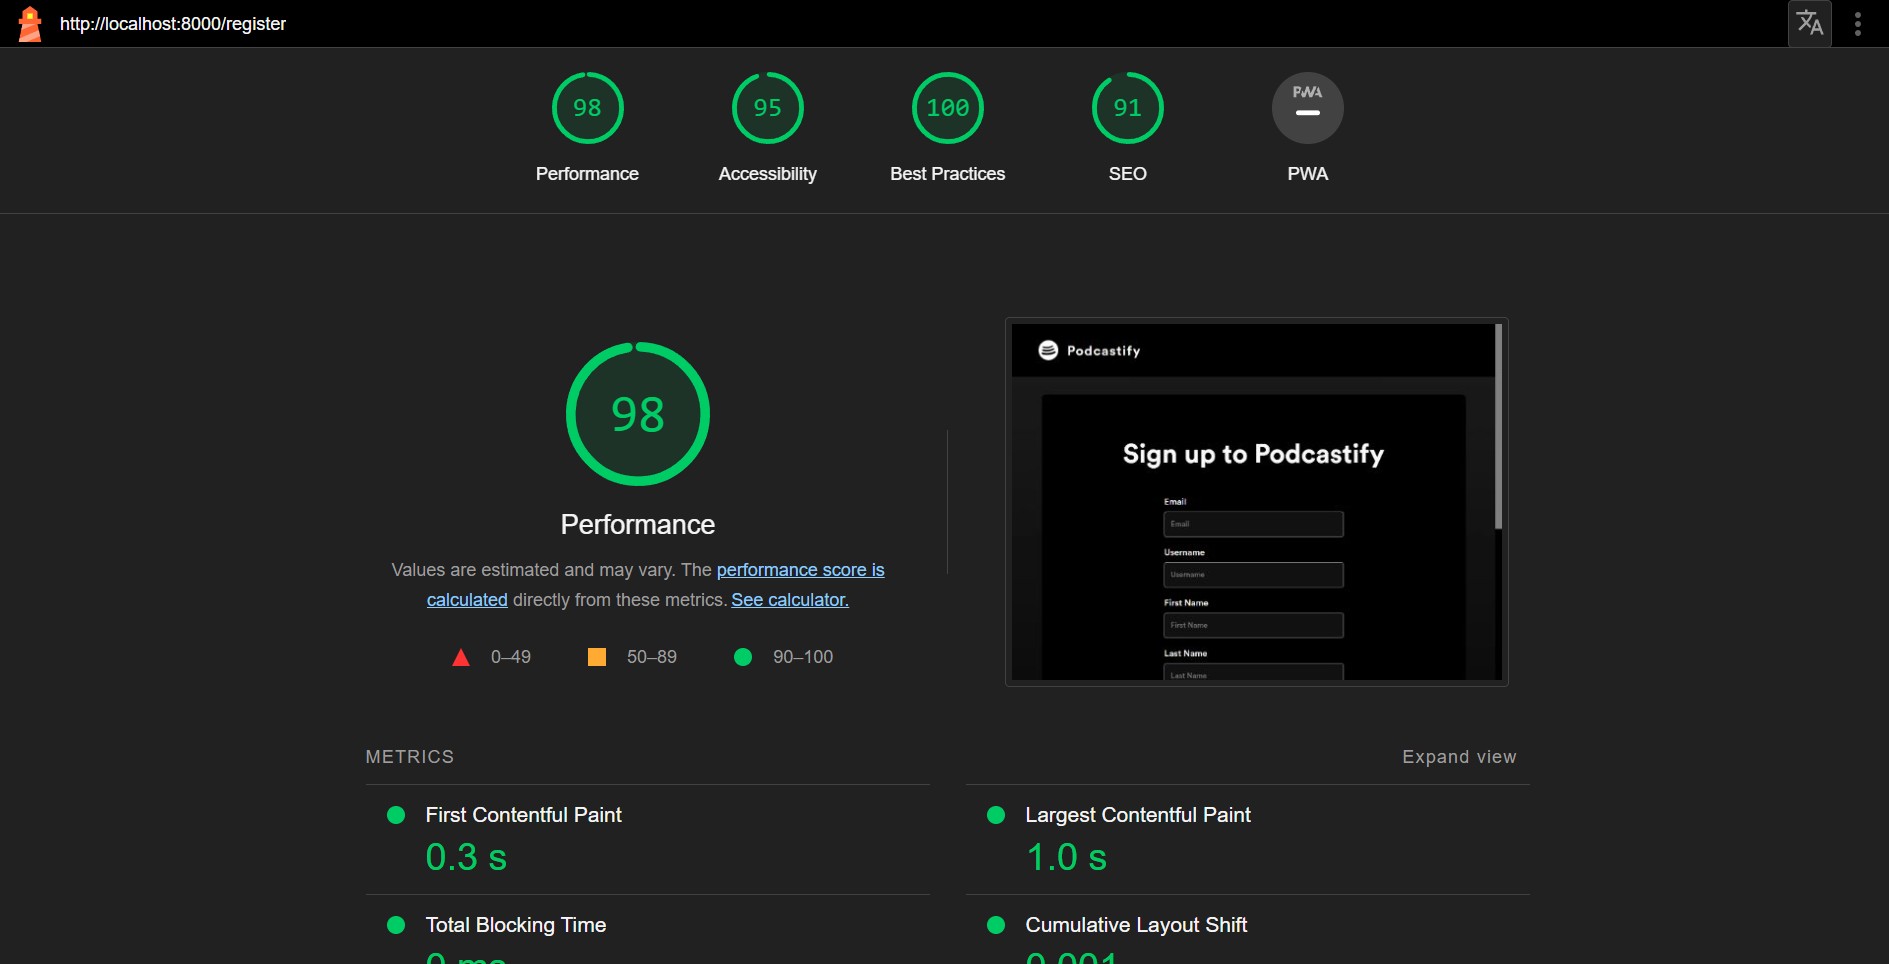 http://localhost:8000/register
98
95
100
91
PWA
Performance
Accessibility
Best Practices
SEO
PWA
98
Performance
Values are estimated and may vary. The performance score is
calculated directly from these metrics. See calculator.
0–49
50–89
90–100
Podcastify
Sign up to Podcastify
Email
Email
Username
Username
First Name
First Name
Last Name
Last Name
METRICS
Expand view
First Contentful Paint
0.3 s
Largest Contentful Paint
1.0 s
Total Blocking Time
0 ms
Cumulative Layout Shift
0.001